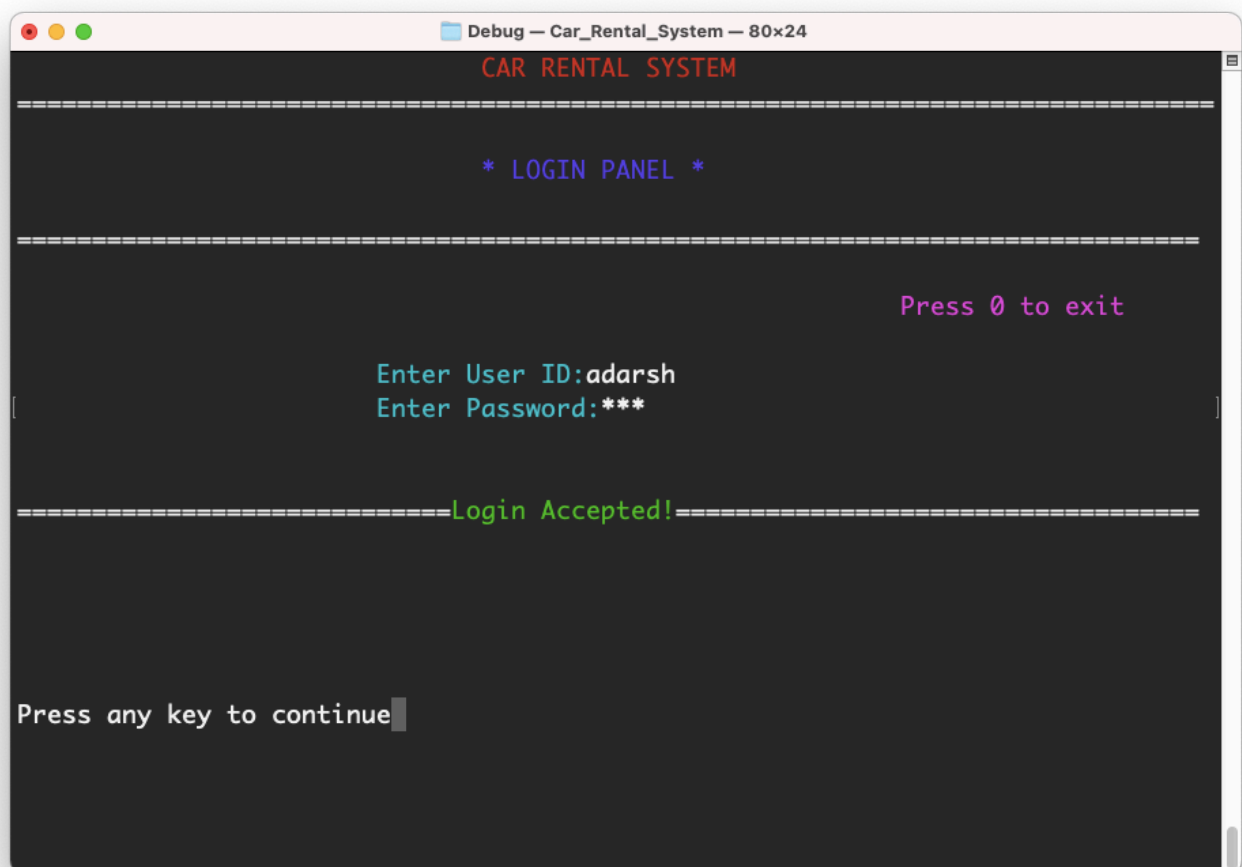 Debug — Car_Rental_System — 80×24
CAR RENTAL SYSTEM
================================================================================
* LOGIN PANEL *
===============================================================================
Press 0 to exit
Enter User ID:adarsh
Enter Password:***
=============================Login Accepted!===================================
Press any key to continue